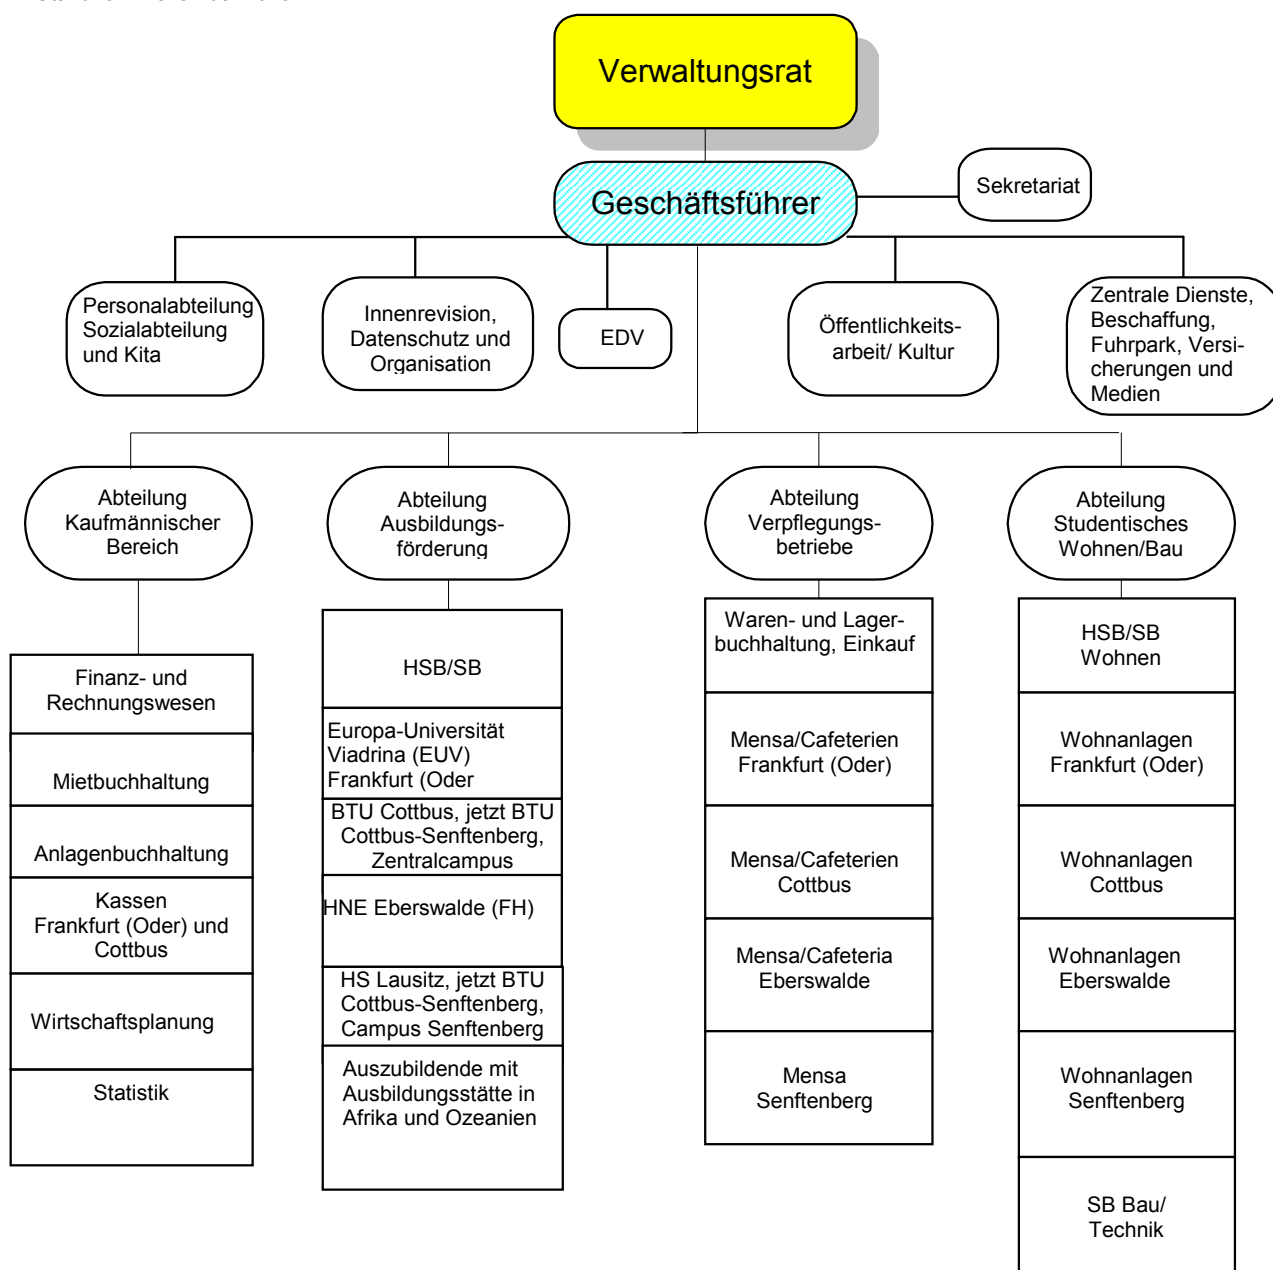 Verwaltungsrat
Geschäftsführer
Sekretariat
Personalabteilung
Sozialabteilung
und Kita
Innenrevision,
Datenschutz und
Organisation
EDV
Öffentlichkeits-
arbeit/ Kultur
Zentrale Dienste,
Beschaffung,
Fuhrpark, Versi-
cherungen und
Medien
Abteilung
Kaufmännischer
Bereich
Abteilung
Ausbildungs-
förderung
Abteilung
Verpflegungs-
betriebe
Abteilung
Studentisches
Wohnen/Bau
Finanz- und
Rechnungswesen
Mietbuchhaltung
Anlagenbuchhaltung
Kassen
Frankfurt (Oder) und
Cottbus
Wirtschaftsplanung
Statistik
HSB/SB
Europa-Universität
Viadrina (EUV)
Frankfurt (Oder
BTU Cottbus, jetzt BTU
Cottbus-Senftenberg,
Zentralcampus
HNE Eberswalde (FH)
HS Lausitz, jetzt BTU
Cottbus-Senftenberg,
Campus Senftenberg
Auszubildende mit
Ausbildungsstätte in
Afrika und Ozeanien
Waren- und Lager-
buchhaltung, Einkauf
Mensa/Cafeterien
Frankfurt (Oder)
Mensa/Cafeterien
Cottbus
Mensa/Cafeteria
Eberswalde
Mensa
Senftenberg
HSB/SB
Wohnen
Wohnanlagen
Frankfurt (Oder)
Wohnanlagen
Cottbus
Wohnanlagen
Eberswalde
Wohnanlagen
Senftenberg
SB Bau/
Technik